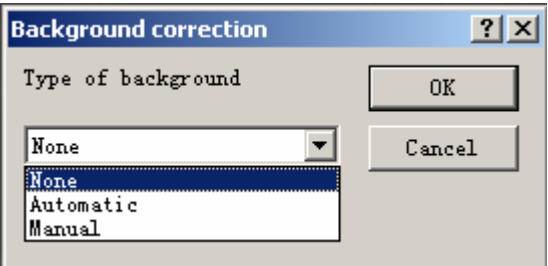 Background correction
Type of background
OK
None
Cancel
None
Automatic
Manual